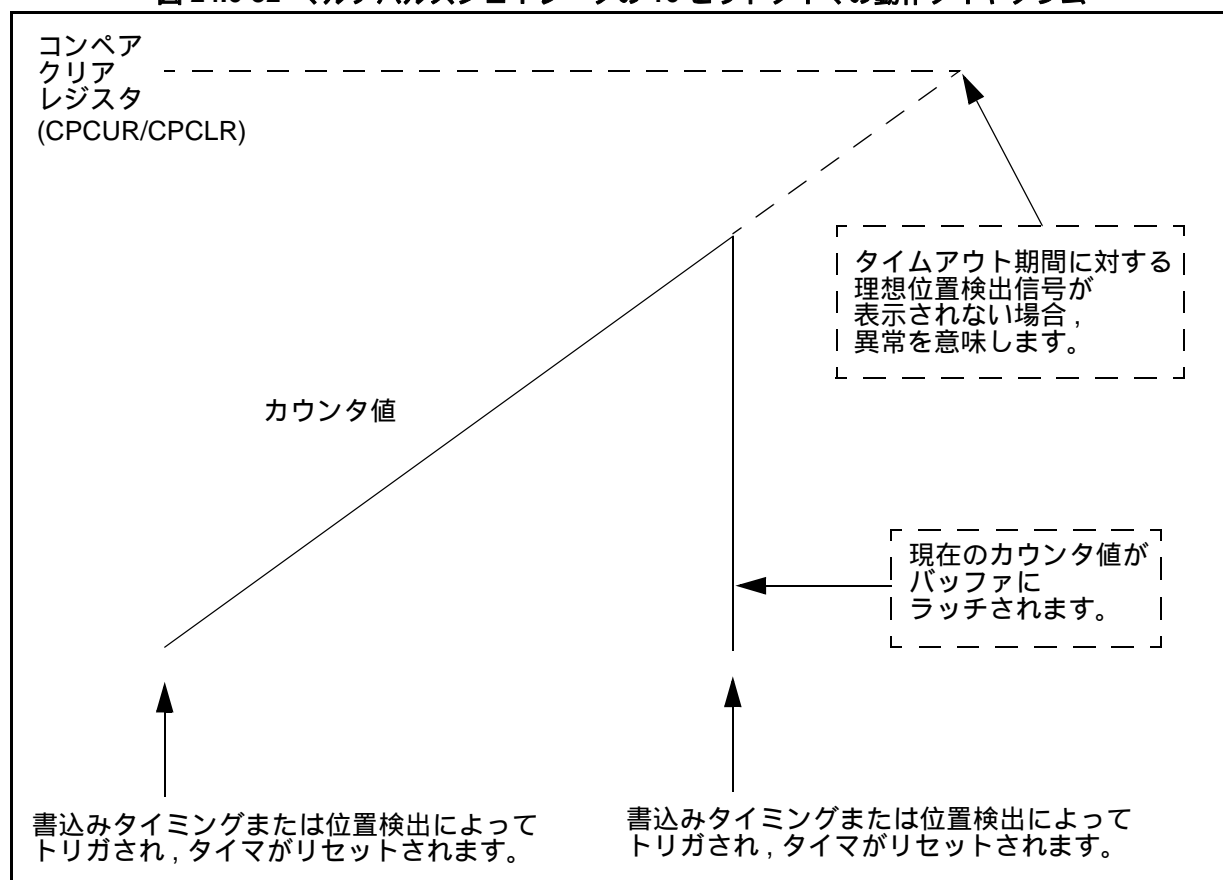 コンペア
クリア
レジスタ
(CPCUR/CPCLR)
タイムアウト期間に対する
理想位置検出信号が
表示されない場合 ,
異常を意味します。
カウンタ値
現在のカウンタ値が
バッファに
ラッチされます。
書込みタイミングまたは位置検出によって
トリガされ , タイマがリセットされます。
書込みタイミングまたは位置検出によって
トリガされ , タイマがリセットされます。